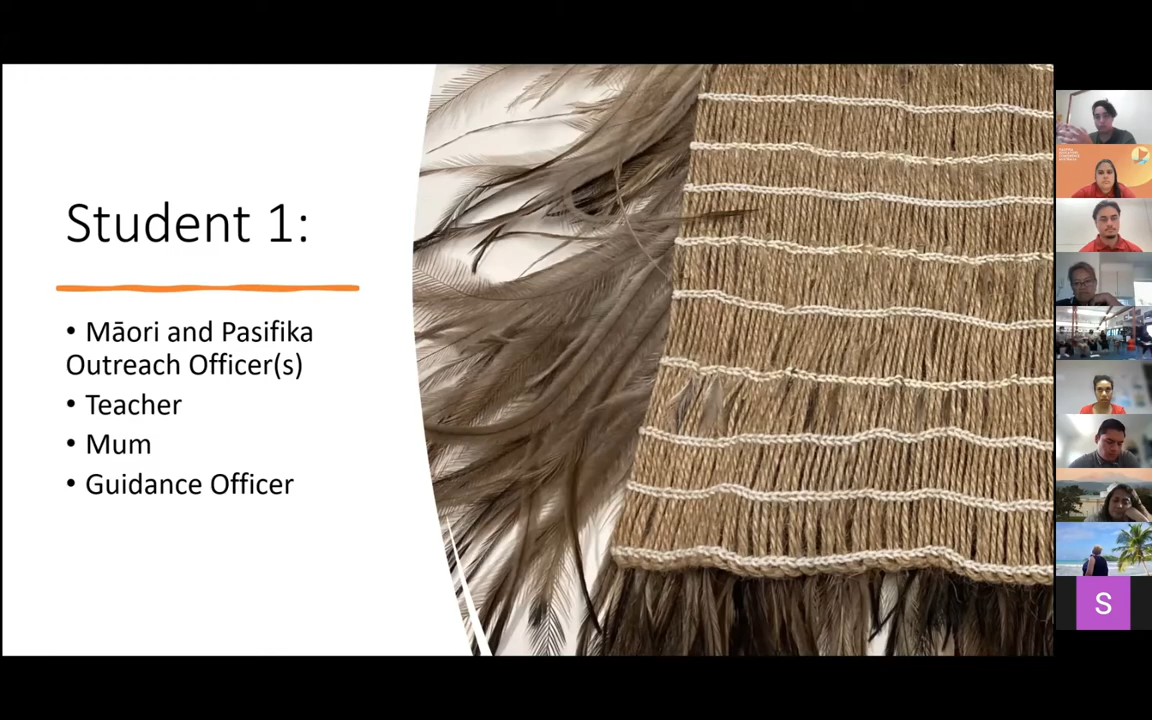 Student 1:
• Māori and Pasifika
Outreach Officer(s)
• Teacher
• Mum
• Guidance Officer
S